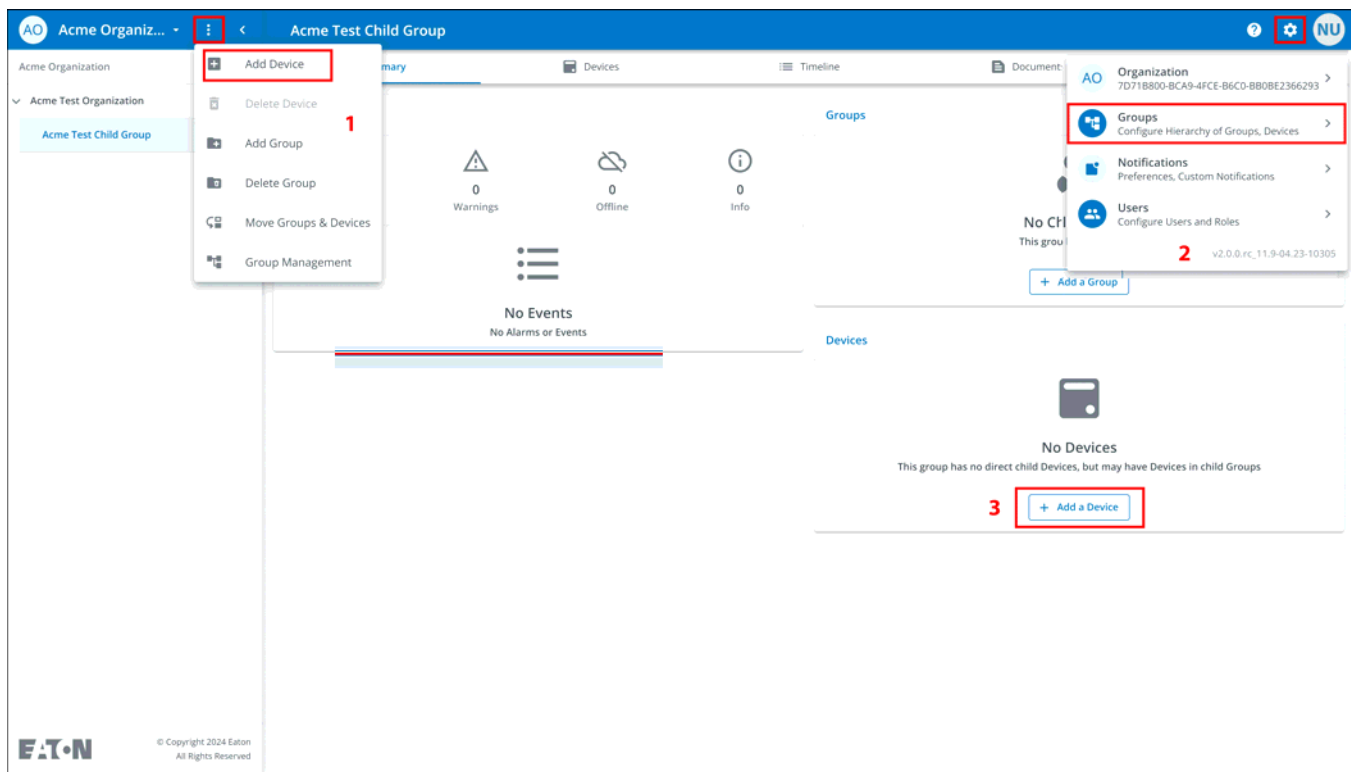 AO Acme Organiz... Acme Test Child Group ? NU
Acme Organization
Acme Test Organization
Acme Test Child Group
Add Device
Delete Device
1
Add Group
Delete Group
Move Groups & Devices
Group Management
mary
Devices
Timeline
Document
0
Warnings
0
Offline
0
Info
No Events
No Alarms or Events
Groups
No Ch
This grou
+ Add a Group
AO Organization
7D71B800-BCA9-4FCE-B6C0-BB0BE2366293
Groups
Configure Hierarchy of Groups, Devices
Notifications
Preferences, Custom Notifications
Users
Configure Users and Roles
2
v2.0.0.rc_11.9-04.23-10305
Devices
No Devices
This group has no direct child Devices, but may have Devices in child Groups
3
+ Add a Device
EATON
© Copyright 2024 Eaton
All Rights Reserved